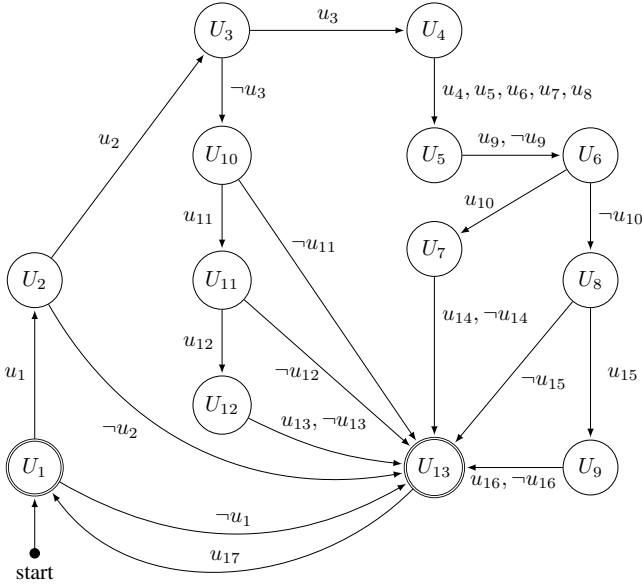 u₃
U₃
U₄
¬u₃
u₄, u₅, u₆, u₇, u₈
u₂
u₉, ¬u₉
U₁₀
U₅
U₆
u₁₀
u₁₁
¬u₁₀
¬u₁₁
U₇
U₂
U₁₁
U₈
u₁₄, ¬u₁₄
u₁₂
¬u₁₂
u₁
¬u₁₅
u₁₅
U₁₂
u₁₃, ¬u₁₃
¬u₂
U₁
U₁₃
U₉
u₁₆, ¬u₁₆
¬u₁
u₁₇
start